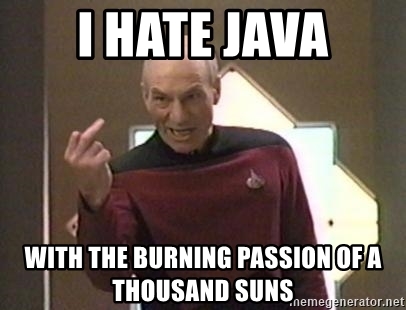 I HATE JAVA
WITH THE BURNING PASSION OF A
THOUSAND SUNS
memegenerator.net